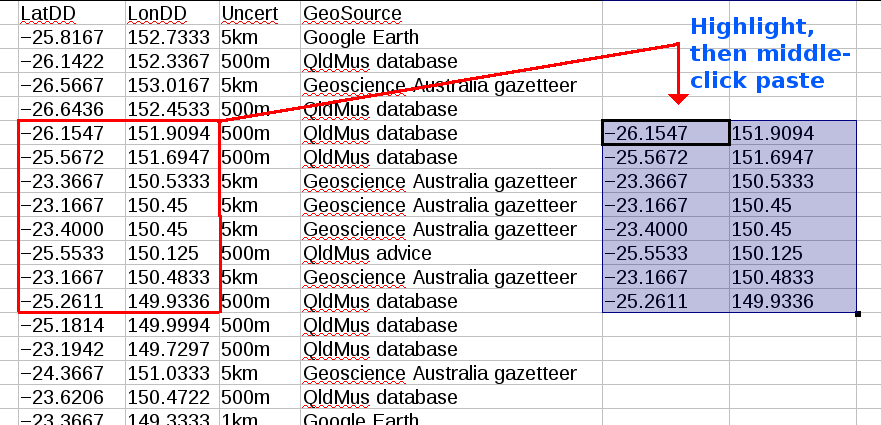 LatDD LonDD Uncert GeoSource
−25.8167 152.7333 5km Google Earth
−26.1422 152.3367 500m QldMus database
−26.5667 153.0167 5km Geoscience Australia gazetteer
−26.6436 152.4533 500m QldMus database
Highlight,
then middle-
click paste
−26.1547 151.9094 500m QldMus database −26.1547 151.9094
−25.5672 151.6947 500m QldMus database −25.5672 151.6947
−23.3667 150.5333 5km Geoscience Australia gazetteer −23.3667 150.5333
−23.1667 150.45 5km Geoscience Australia gazetteer −23.1667 150.45
−23.4000 150.45 5km Geoscience Australia gazetteer −23.4000 150.45
−25.5533 150.125 500m QldMus advice −25.5533 150.125
−23.1667 150.4833 5km Geoscience Australia gazetteer −23.1667 150.4833
−25.2611 149.9336 500m QldMus database −25.2611 149.9336
−25.1814 149.9994 500m QldMus database
−23.1942 149.7297 500m QldMus database
−24.3667 151.0333 5km Geoscience Australia gazetteer
−23.6206 150.4722 500m QldMus database
−23.3667 149.3333 1km Google Earth